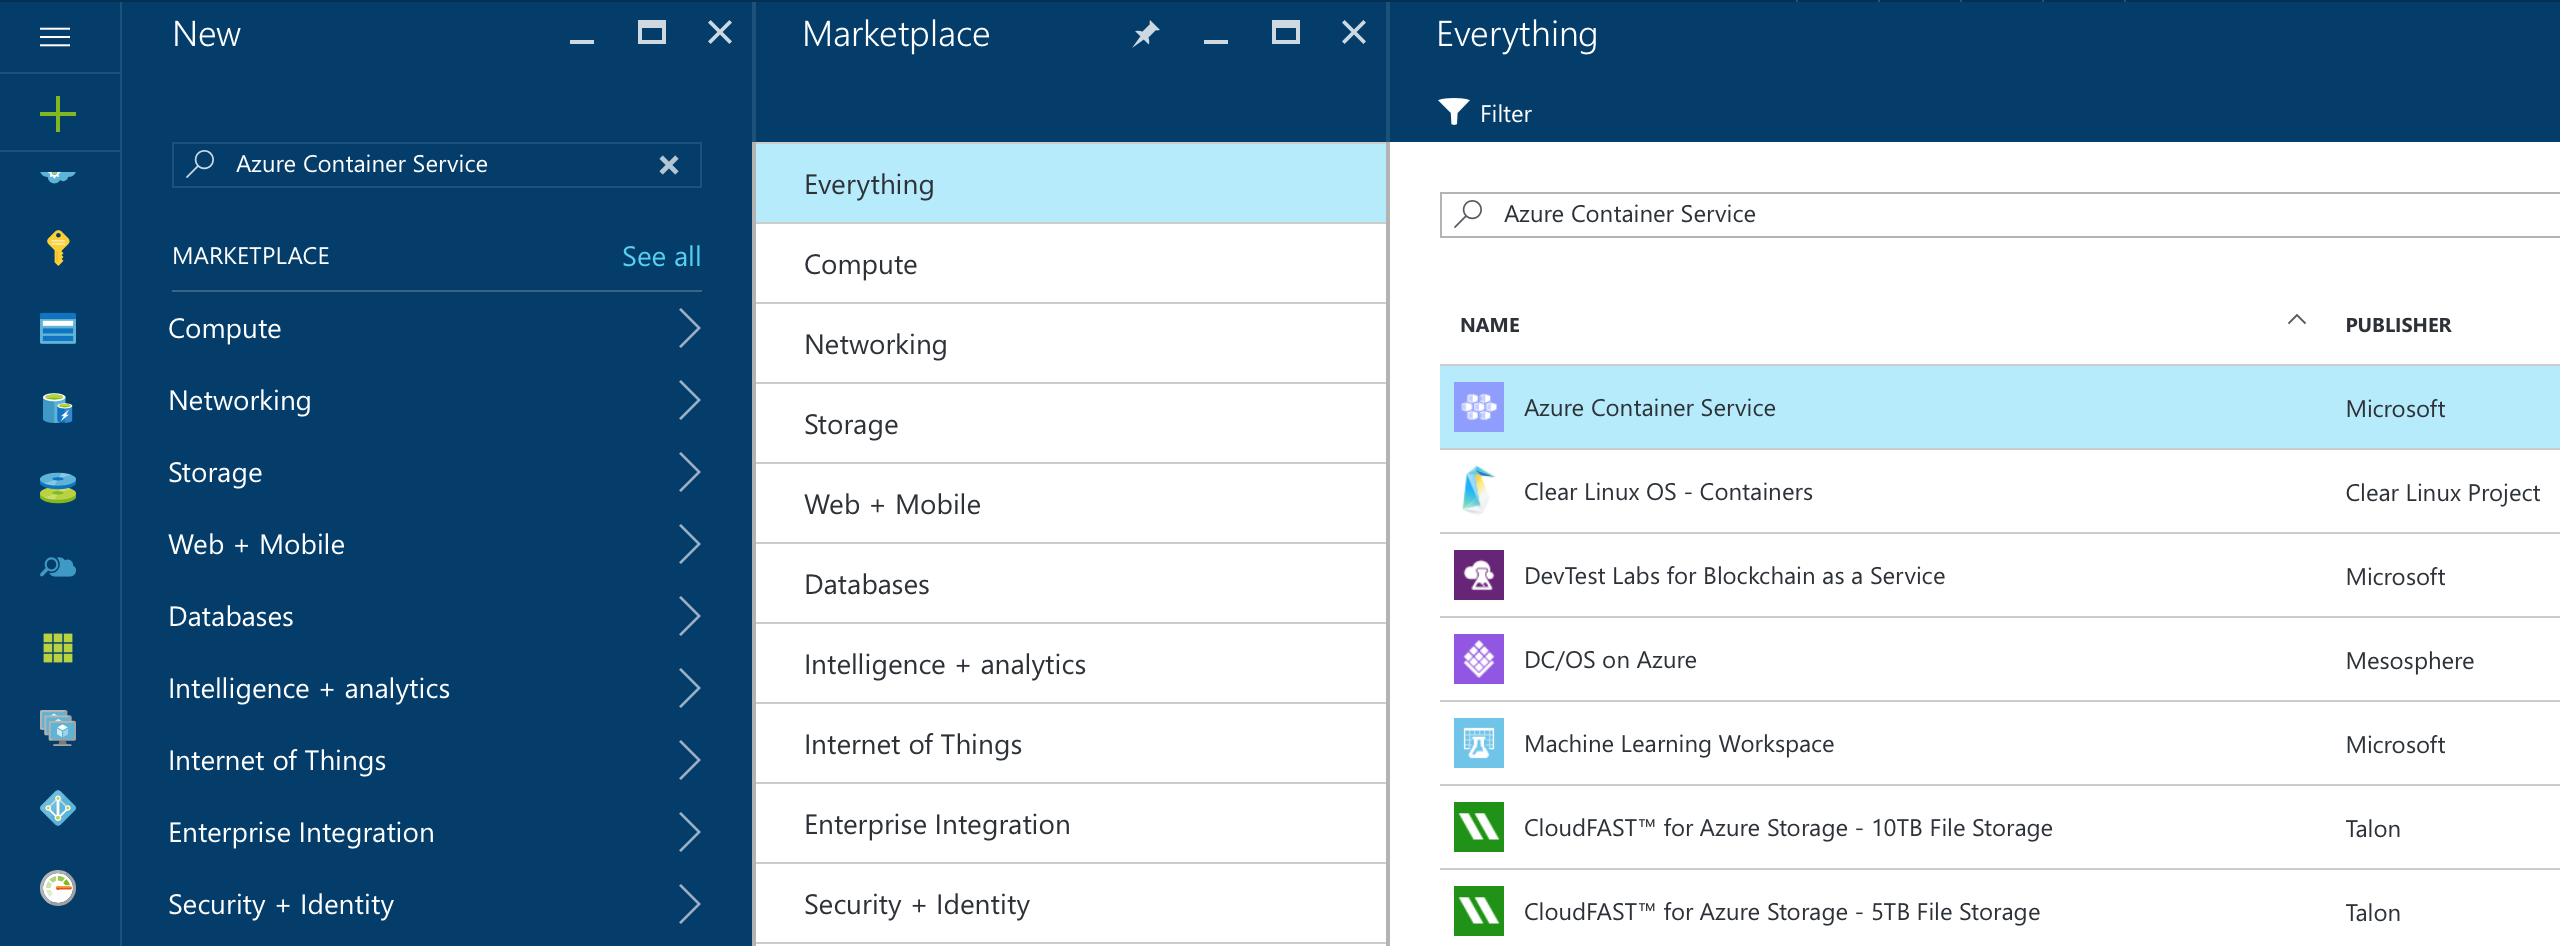 New
Azure Container Service
MARKETPLACE
See all
Compute
Networking
Storage
Web + Mobile
Databases
Intelligence + analytics
Internet of Things
Enterprise Integration
Security + Identity
Marketplace
Everything
Compute
Networking
Storage
Web + Mobile
Databases
Intelligence + analytics
Internet of Things
Enterprise Integration
Security + Identity
Everything
Filter
Azure Container Service
NAME PUBLISHER
Azure Container Service Microsoft
Clear Linux OS - Containers Clear Linux Project
DevTest Labs for Blockchain as a Service Microsoft
DC/OS on Azure Mesosphere
Machine Learning Workspace Microsoft
CloudFAST™ for Azure Storage - 10TB File Storage Talon
CloudFAST™ for Azure Storage - 5TB File Storage Talon